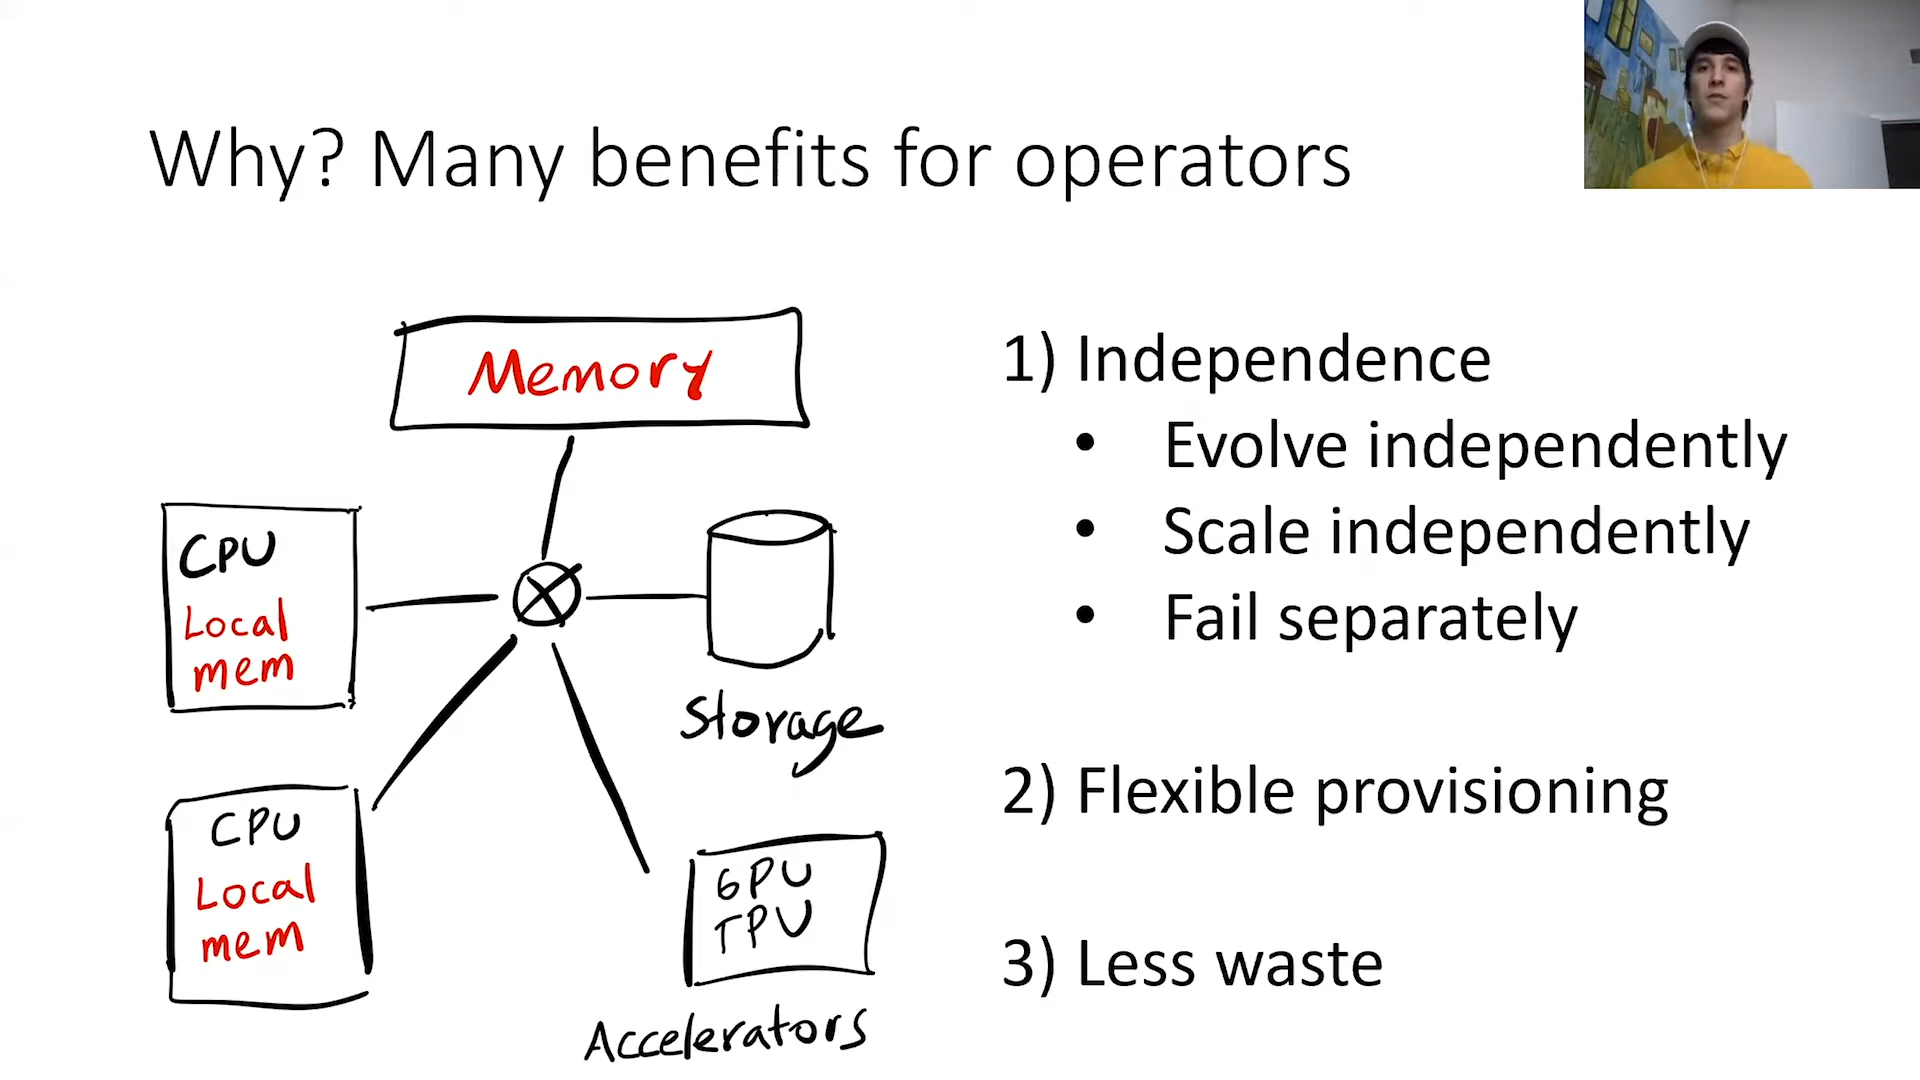 Why? Many benefits for operators
Memory
CPU
Local
mem
Storage
CPU
Local
mem
GPU
TPU
Accelerators
1) Independence
• Evolve independently
• Scale independently
• Fail separately
2) Flexible provisioning
3) Less waste